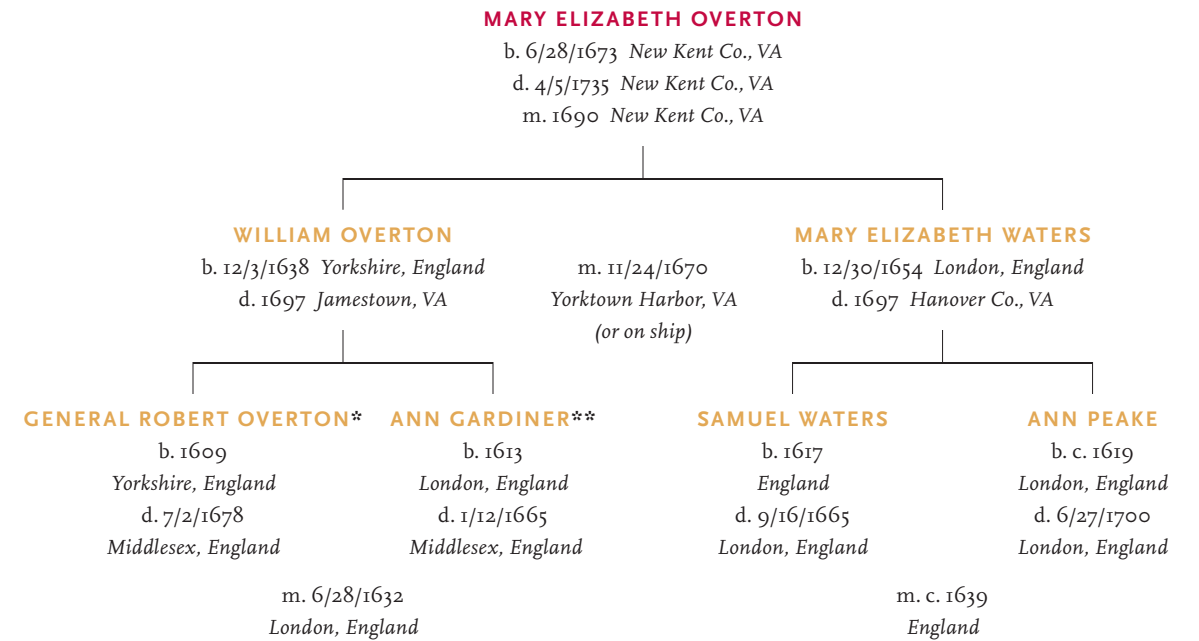 MARY ELIZABETH OVERTON
b. 6/28/1673 New Kent Co., VA
d. 4/5/1735 New Kent Co., VA
m. 1690 New Kent Co., VA
WILLIAM OVERTON
b. 12/3/1638 Yorkshire, England
d. 1697 Jamestown, VA
m. 11/24/1670
Yorktown Harbor, VA
(or on ship)
MARY ELIZABETH WATERS
b. 12/30/1654 London, England
d. 1697 Hanover Co., VA
GENERAL ROBERT OVERTON*
b. 1609
Yorkshire, England
d. 7/2/1678
Middlesex, England
ANN GARDINER**
b. 1613
London, England
d. 1/12/1665
Middlesex, England
m. 6/28/1632
London, England
SAMUEL WATERS
b. 1617
England
d. 9/16/1665
London, England
ANN PEAKE
b. c. 1619
London, England
d. 6/27/1700
London, England
m. c. 1639
England